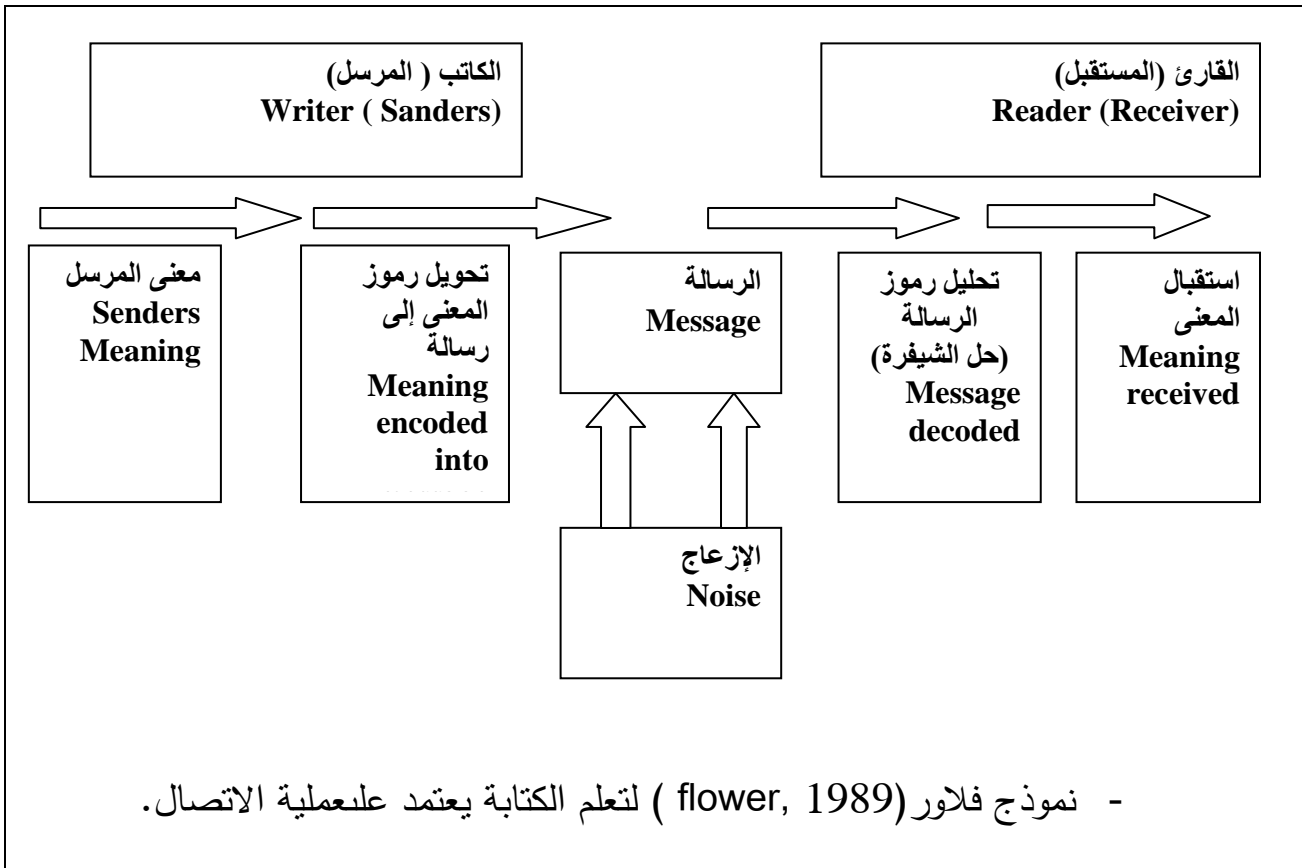 الكاتب ( المرسل)
Writer ( Sanders)
القارئ (المستقبل)
Reader (Receiver)
معنى المرسل
Senders
Meaning
تحويل رموز
المعنى إلى
رسالة
Meaning
encoded
into
الرسالة
Message
تحليل رموز
الرسالة
(حل الشيفرة)
Message
decoded
استقبال
المعنى
Meaning
received
الإزعاج
Noise
- نموذج فلاور(flower, 1989 ) لتعلم الكتابة يعتمد علىعملية الاتصال.